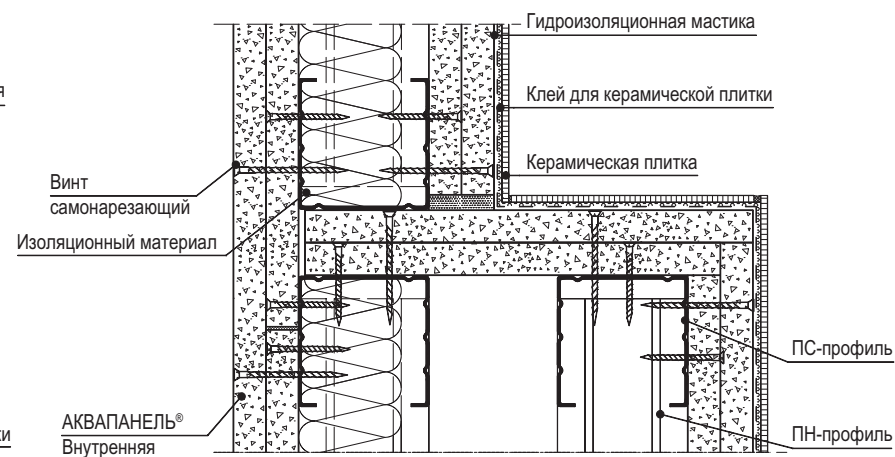 Гидроизоляционная мастика
Клей для керамической плитки
Керамическая плитка
Винт
самонарезающий
Изоляционный материал
ПС-профиль
АКВАПАНЕЛЬ®
Внутренняя
ПН-профиль